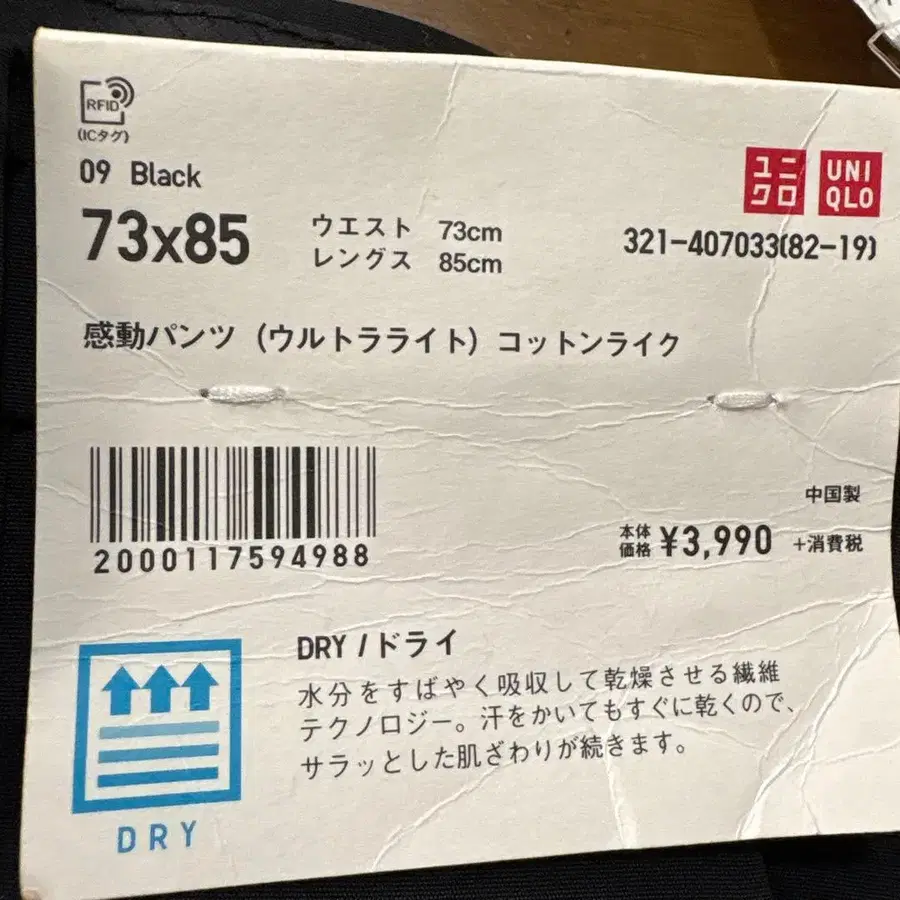 RFID
(ICタグ)
09 Black
ユニクロ
UNIQLO
73x85
ウエスト 73cm
レングス 85cm
321-407033(82-19)
感動パンツ（ウルトラライト）コットンライク
2000117594988
中国製
本体価格 ¥3,990 +消費税
DRY
DRY / ドライ
水分をすばやく吸収して乾燥させる繊維
テクノロジー。汗をかいてもすぐに乾くので、
サラッとした肌ざわりが続きます。